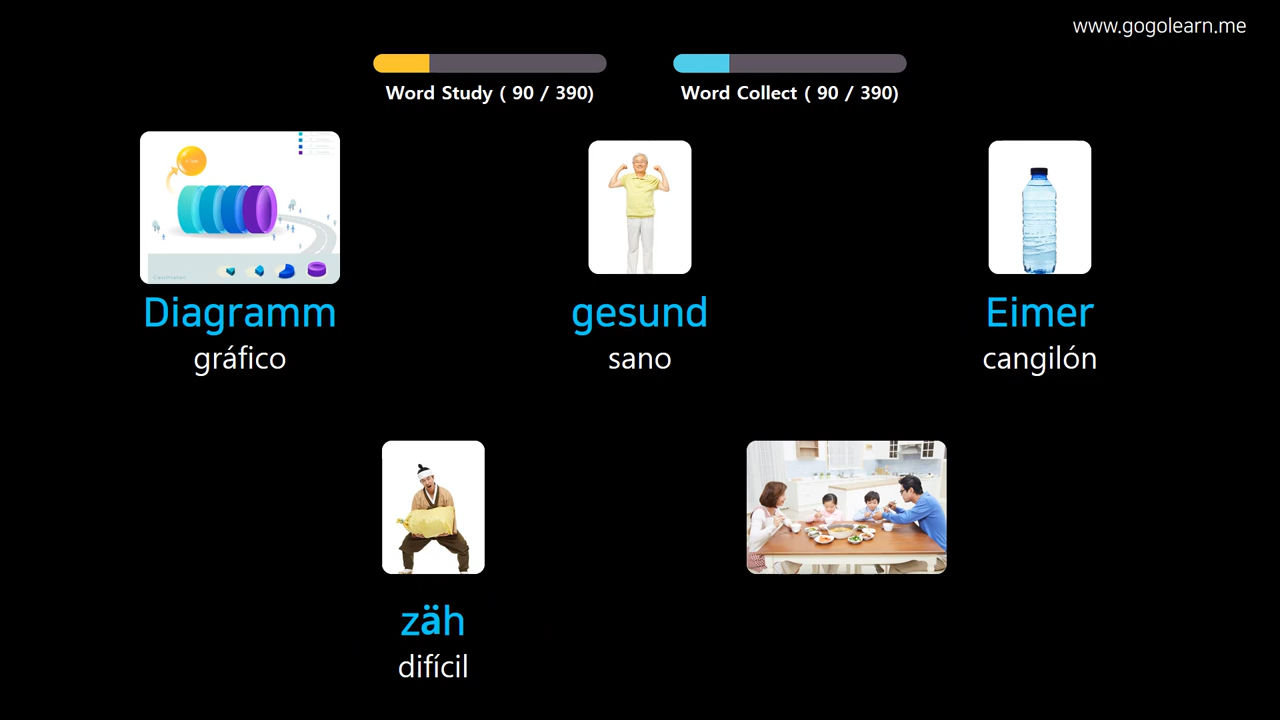 www.gogolearn.me
Word Study ( 90 / 390)
Word Collect ( 90 / 390)
Diagramm
gráfico
gesund
sano
Eimer
cangilón
zäh
difícil